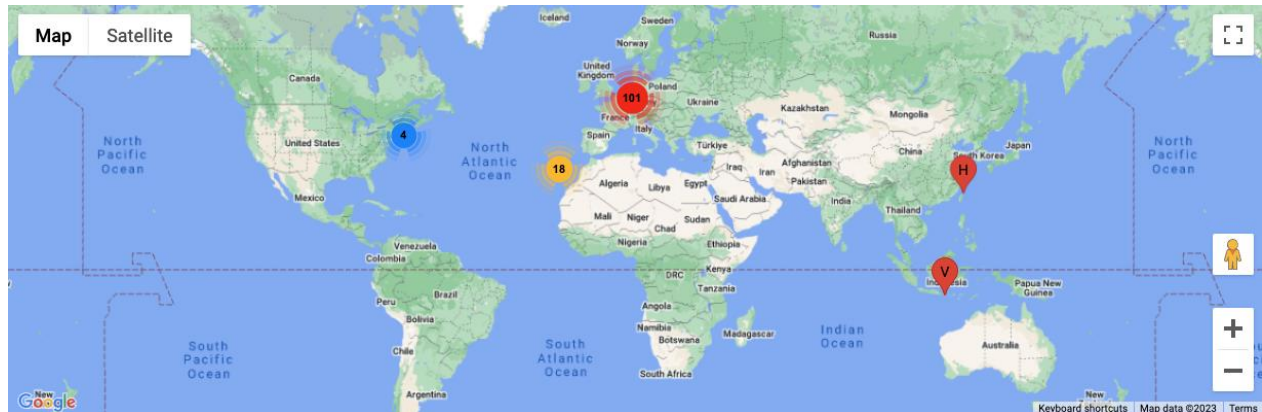 Map
Satellite
Iceland
Sweden
Norway
Russia
Canada
United
Kingdom
Poland
101
Ukraine
France
Kazakhstan
Mongolia
4
United States
Spain
Italy
Türkiye
North
Pacific
Ocean
North
Atlantic
Ocean
China
South Korea
Japan
North
Pacific
Ocean
18
Iraq
Iran
Afghanistan
Pakistan
H
Mexico
Algeria
Libya
Egypt
Saudi Arabia
India
Thailand
Mali
Niger
Sudan
Chad
Venezuela
Nigeria
Ethiopia
Colombia
DRC
Kenya
V
Tanzania
Papua New
Guinea
Peru
Brazil
Angola
Bolivia
Namibia
Botswana
Madagascar
Indian
Ocean
Australia
South
Pacific
Ocean
Chile
South
Atlantic
Ocean
South Africa
Argentina
New
Google
New
Keyboard shortcuts
Map data ©2023
Terms